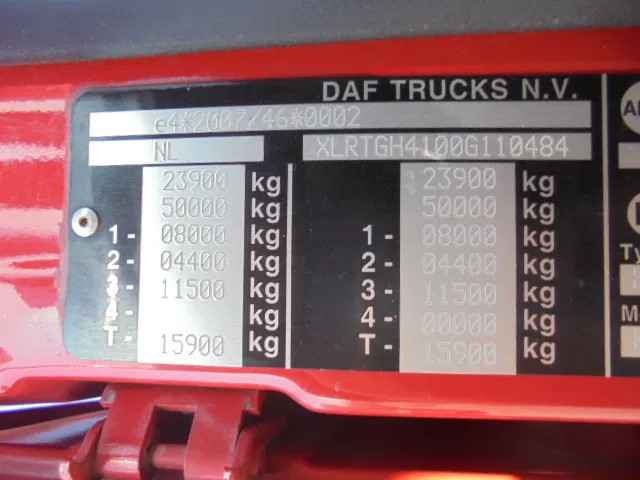 DAF TRUCKS N.V.
e4*2007/46*0002
NL XLRTGH4100G110484
23900 kg 23900 kg
50000 kg 50000 kg
1- 08000 kg 1- 08000 kg
2- 04400 kg 2- 04400 kg
3- 11500 kg 3- 11500 kg
4- kg 4- 00000 kg
T- 15900 kg T- 15900 kg